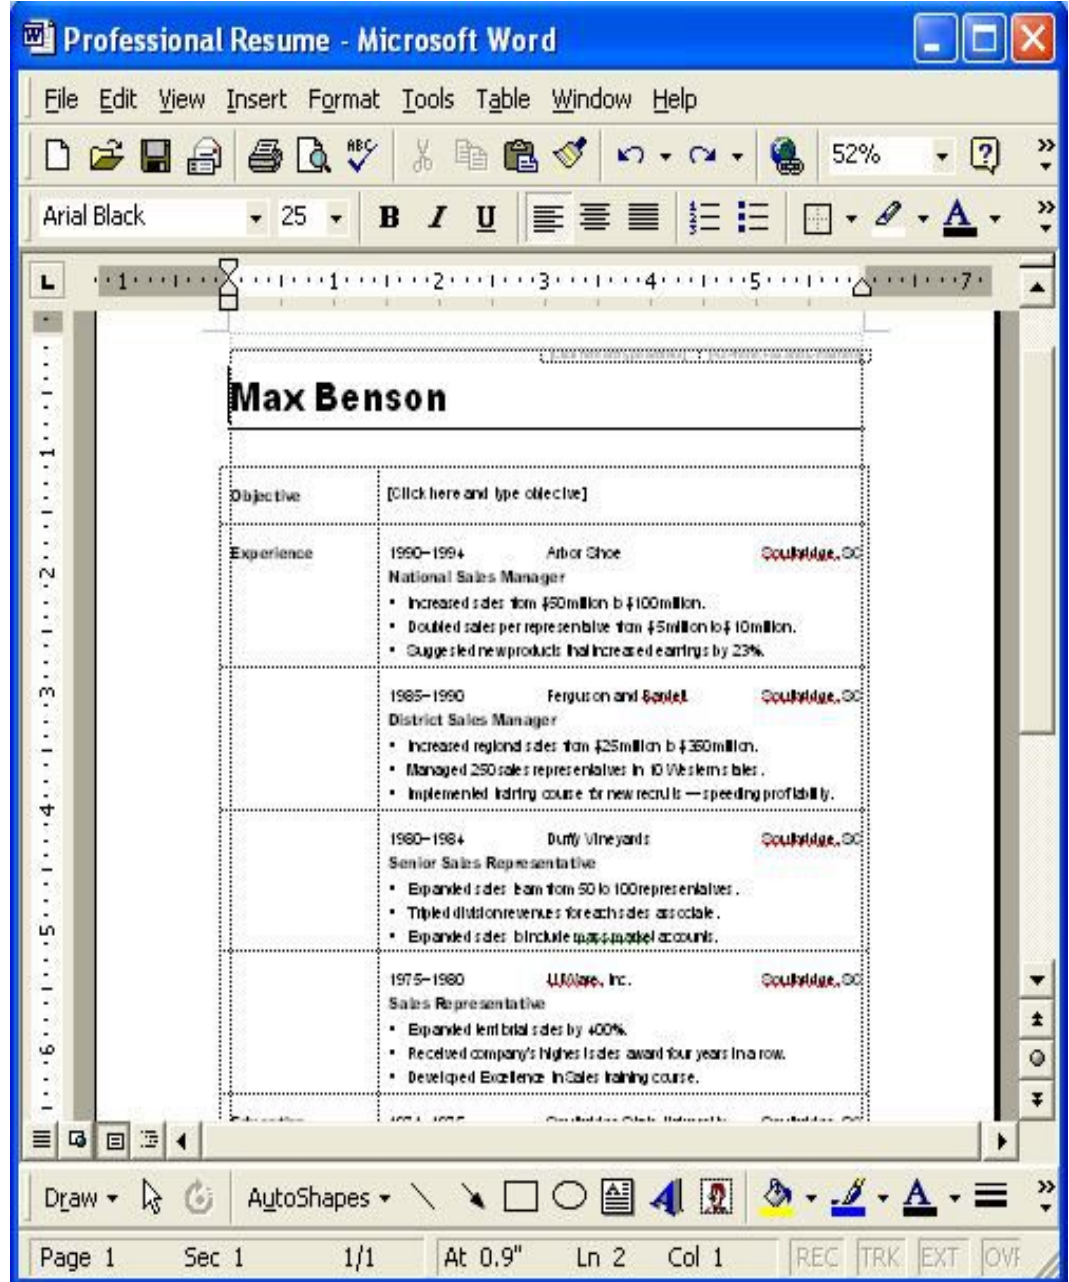 Professional Resume - Microsoft Word
File Edit View Insert Format Tools Table Window Help
ABC 52%
Arial Black 25 B I U A
L 1 1 2 3 4 5 7
Max Benson
Objective [Click here and type objective]
Experience 1990–1994 Arbor Shoe Southridge, SC
National Sales Manager
• Increased sales from $50 million to $100 million.
• Doubled sales per representative from $5 million to $10 million.
• Suggested new products that increased earnings by 23%.
1985–1990 Ferguson and Bardell Southridge, SC
District Sales Manager
• Increased regional sales from $25 million to $350 million.
• Managed 250 sales representatives in 10 Western states.
• Implemented training course for new recruits — speeding profitability.
1980–1984 Duffy Vineyards Southridge, SC
Senior Sales Representative
• Expanded sales team from 50 to 100 representatives.
• Tripled division revenues for each sales associate.
• Expanded sales to include mass market accounts.
1975–1980 LitWare, Inc. Southridge, SC
Sales Representative
• Expanded territorial sales by 400%.
• Received company's highest sales award four years in a row.
• Developed Excellence In Sales training course.
Draw AutoShapes A
Page 1 Sec 1 1/1 At 0.9" Ln 2 Col 1 REC TRK EXT